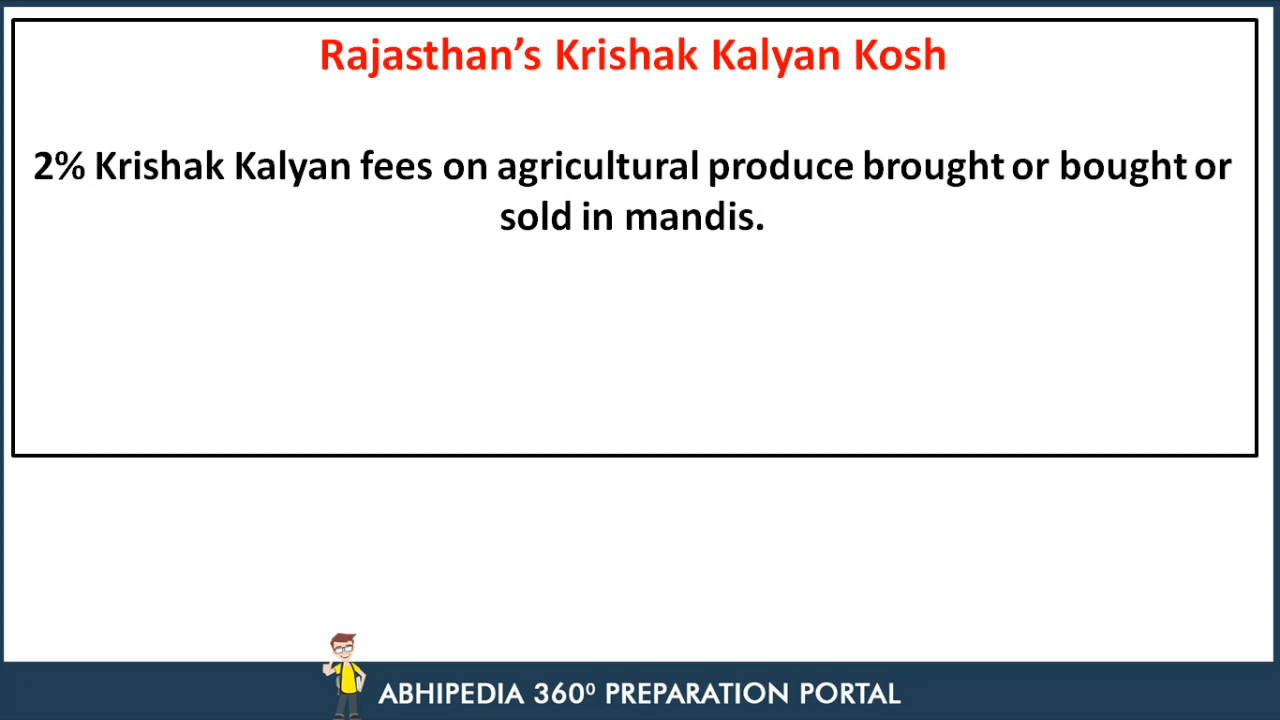 Rajasthan’s Krishak Kalyan Kosh
2% Krishak Kalyan fees on agricultural produce brought or bought or
sold in mandis.
ABHIPEDIA 360⁰ PREPARATION PORTAL